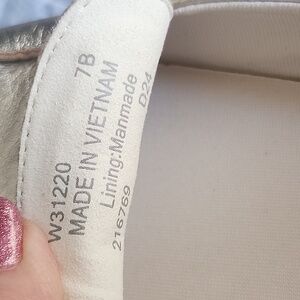 W31220 7B
MADE IN VIETNAM
Lining:Manmade
216769 D24